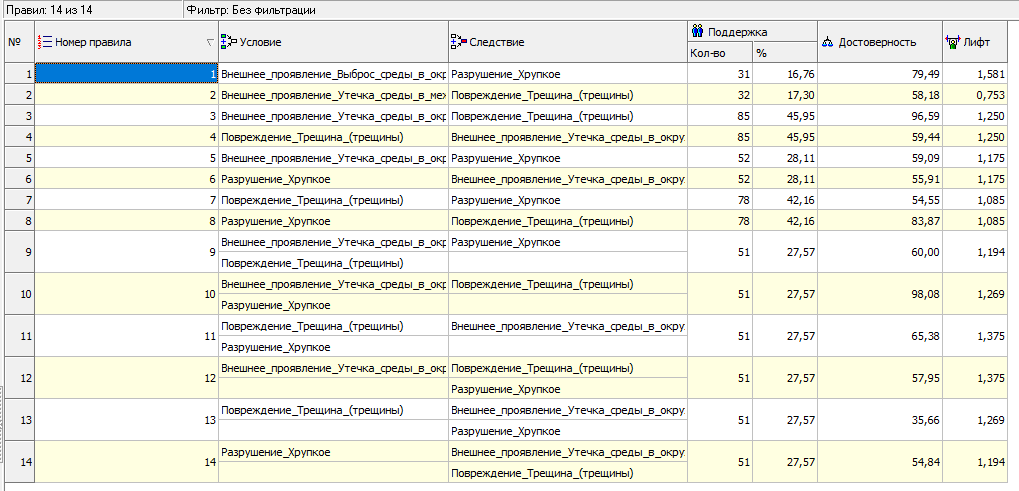 Правил: 14 из 14 Фильтр: Без фильтрации
№ Номер правила Условие Следствие Поддержка Достоверность Лифт
Кол-во %
1 1 Внешнее_проявление_Выброс_среды_в_окр Разрушение_Хрупкое 31 16,76 79,49 1,581
2 2 Внешнее_проявление_Утечка_среды_в_меж Повреждение_Трещина_(трещины) 32 17,30 58,18 0,753
3 3 Внешнее_проявление_Утечка_среды_в_окр Повреждение_Трещина_(трещины) 85 45,95 96,59 1,250
4 4 Повреждение_Трещина_(трещины) Внешнее_проявление_Утечка_среды_в_окру 85 45,95 59,44 1,250
5 5 Внешнее_проявление_Утечка_среды_в_окр Разрушение_Хрупкое 52 28,11 59,09 1,175
6 6 Разрушение_Хрупкое Внешнее_проявление_Утечка_среды_в_окру 52 28,11 55,91 1,175
7 7 Повреждение_Трещина_(трещины) Разрушение_Хрупкое 78 42,16 54,55 1,085
8 8 Разрушение_Хрупкое Повреждение_Трещина_(трещины) 78 42,16 83,87 1,085
9 9 Внешнее_проявление_Утечка_среды_в_окр Разрушение_Хрупкое 51 27,57 60,00 1,194
Повреждение_Трещина_(трещины)
10 10 Внешнее_проявление_Утечка_среды_в_окр Повреждение_Трещина_(трещины) 51 27,57 98,08 1,269
Разрушение_Хрупкое
11 11 Повреждение_Трещина_(трещины) Внешнее_проявление_Утечка_среды_в_окру 51 27,57 65,38 1,375
Разрушение_Хрупкое
12 12 Внешнее_проявление_Утечка_среды_в_окр Повреждение_Трещина_(трещины) 51 27,57 57,95 1,375
Разрушение_Хрупкое
13 13 Повреждение_Трещина_(трещины) Внешнее_проявление_Утечка_среды_в_окру 51 27,57 35,66 1,269
Разрушение_Хрупкое
14 14 Разрушение_Хрупкое Внешнее_проявление_Утечка_среды_в_окру 51 27,57 54,84 1,194
Повреждение_Трещина_(трещины)